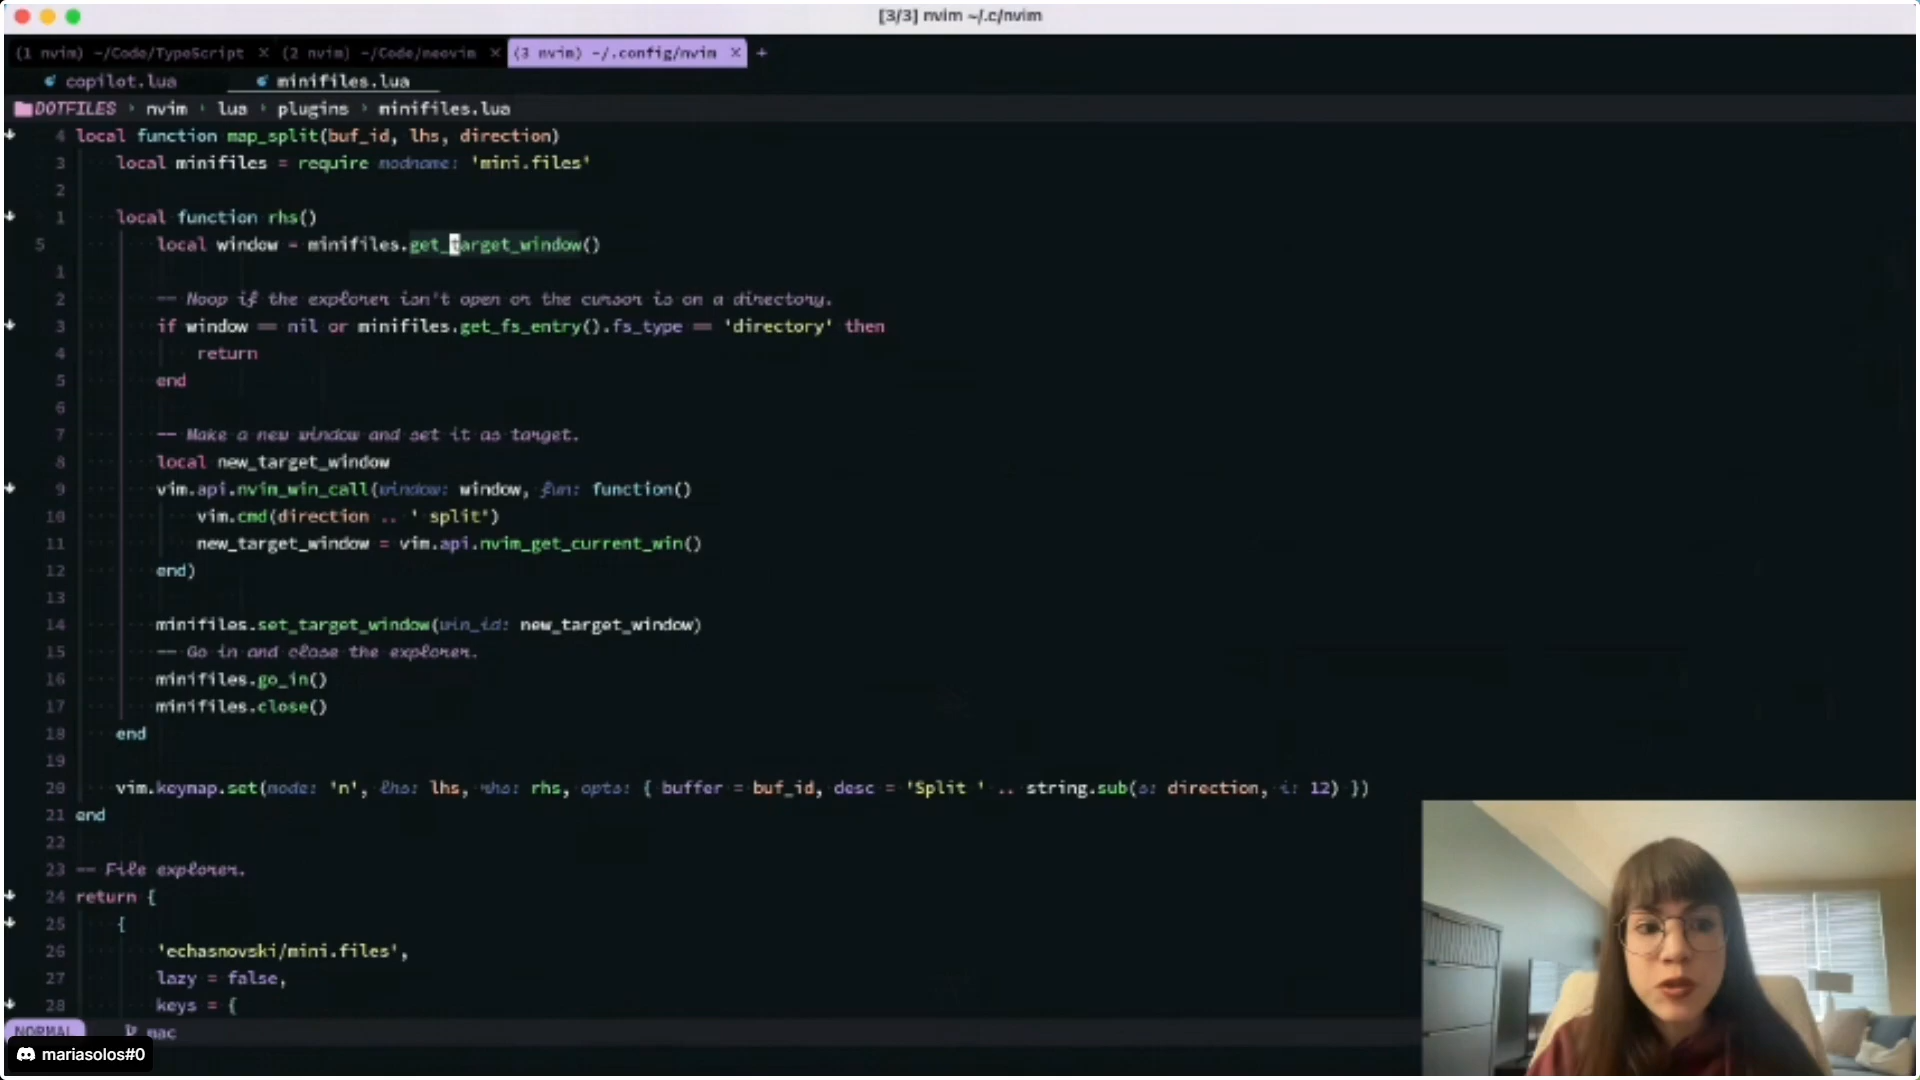 [3/3] nvim ~/.c/nvim
(1 nvim) ~/Code/TypeScript × (2 nvim) ~/Code/neovim × (3 nvim) ~/.config/nvim × +
copilot.lua minifiles.lua
DOTFILES › nvim › lua › plugins › minifiles.lua
4 local function map_split(buf_id, lhs, direction)
3 local minifiles = require modname: 'mini.files'
2
1 local function rhs()
5 local window = minifiles.get_target_window()
1
2 -- Noop if the explorer isn't open or the cursor is on a directory.
3 if window == nil or minifiles.get_fs_entry().fs_type == 'directory' then
4 return
5 end
6
7 -- Make a new window and set it as target.
8 local new_target_window
9 vim.api.nvim_win_call(window: window, fun: function()
10 vim.cmd(direction .. ' split')
11 new_target_window = vim.api.nvim_get_current_win()
12 end)
13
14 minifiles.set_target_window(win_id: new_target_window)
15 -- Go in and close the explorer.
16 minifiles.go_in()
17 minifiles.close()
18 end
19
20 vim.keymap.set(mode: 'n', lhs: lhs, rhs: rhs, opts: { buffer = buf_id, desc = 'Split ' .. string.sub(s: direction, i: 12) })
21 end
22
23 -- File explorer.
24 return {
25 {
26 'echasnovski/mini.files',
27 lazy = false,
28 keys = {
NORMAL mac
mariasolos#0